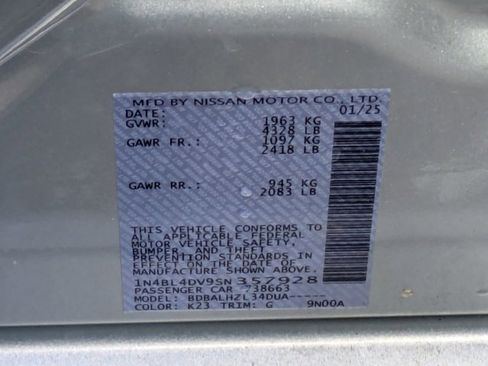 MFD BY NISSAN MOTOR CO., LTD.
DATE: 01/25
GVWR: 1963 KG
4328 LB
GAWR FR.: 1097 KG
2418 LB
GAWR RR.: 945 KG
2083 LB
THIS VEHICLE CONFORMS TO
ALL APPLICABLE FEDERAL
MOTOR VEHICLE SAFETY,
BUMPER, AND THEFT
PREVENTION STANDARDS IN
EFFECT ON THE DATE OF
MANUFACTURE SHOWN ABOVE.
1N4BL4DV9SN357928
PASSENGER CAR 738663
MODEL: BDBALHZL34DUA-----
COLOR: K23 TRIM: G 9N00A